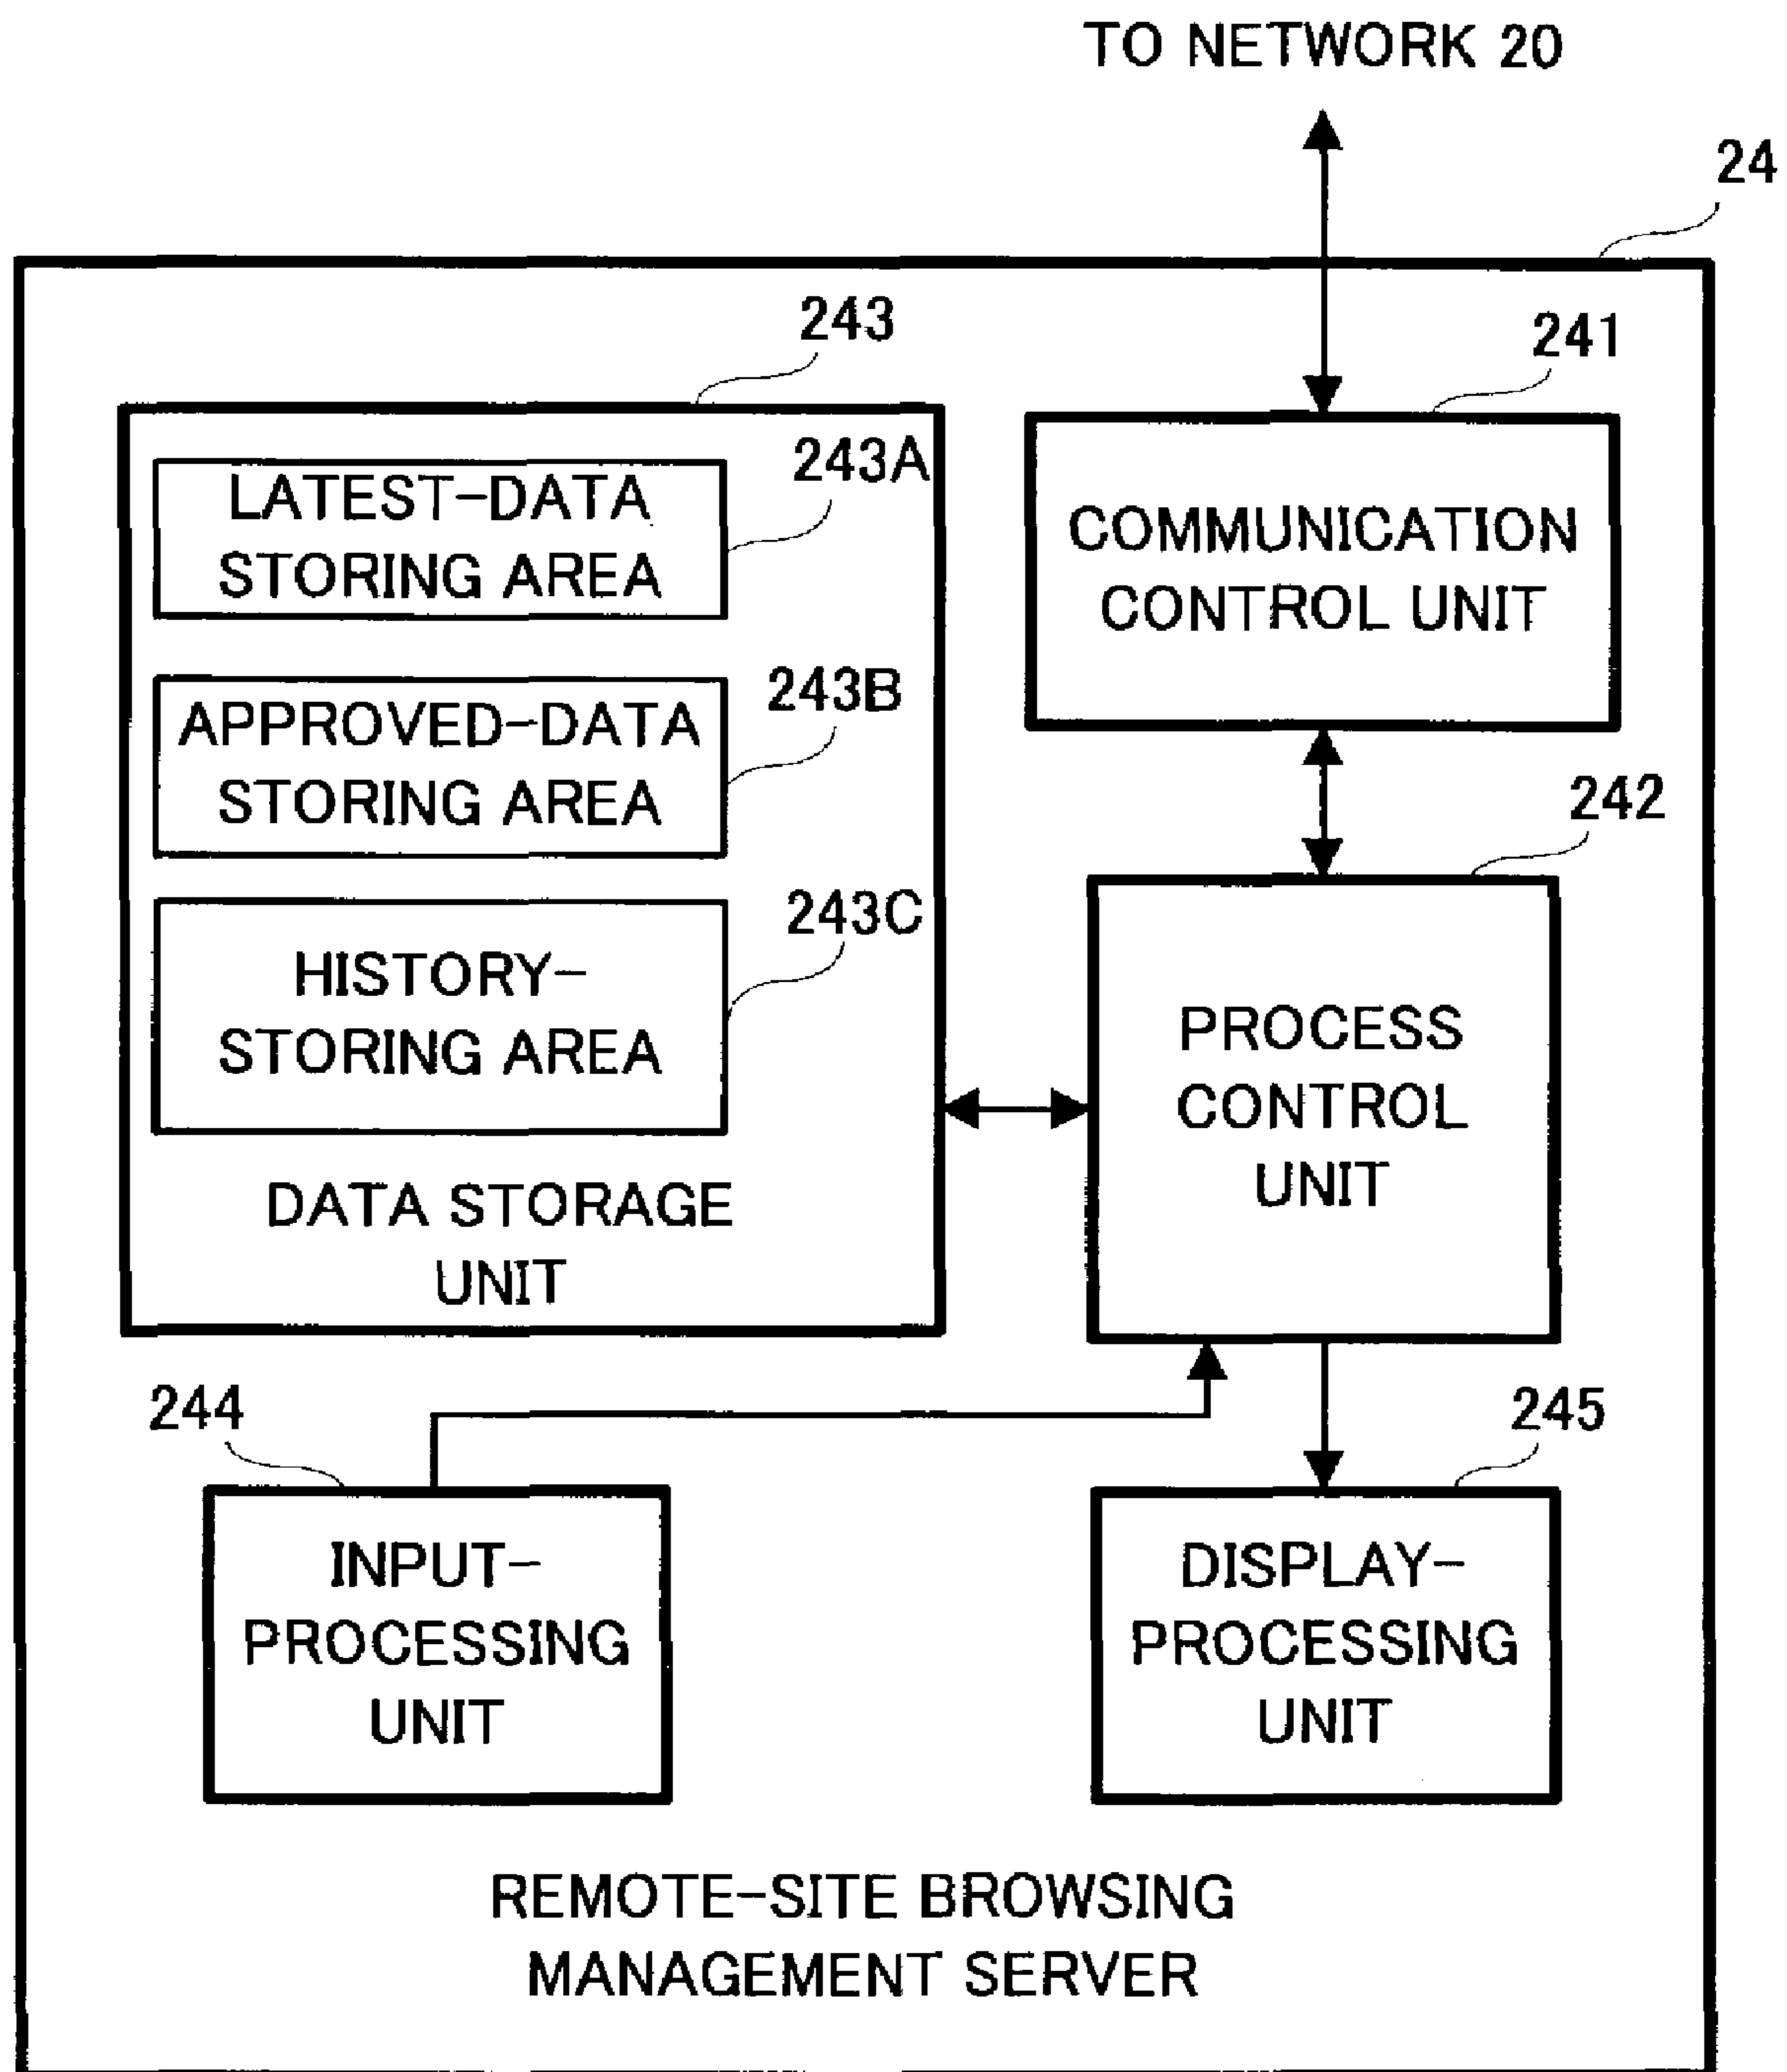 TO NETWORK 20
24
243
241
243A
LATEST-DATA
STORING AREA
COMMUNICATION
CONTROL UNIT
243B
APPROVED-DATA
STORING AREA
242
243C
HISTORY-
STORING AREA
PROCESS
CONTROL
UNIT
DATA STORAGE
UNIT
244
245
INPUT-
PROCESSING
UNIT
DISPLAY-
PROCESSING
UNIT
REMOTE-SITE BROWSING
MANAGEMENT SERVER